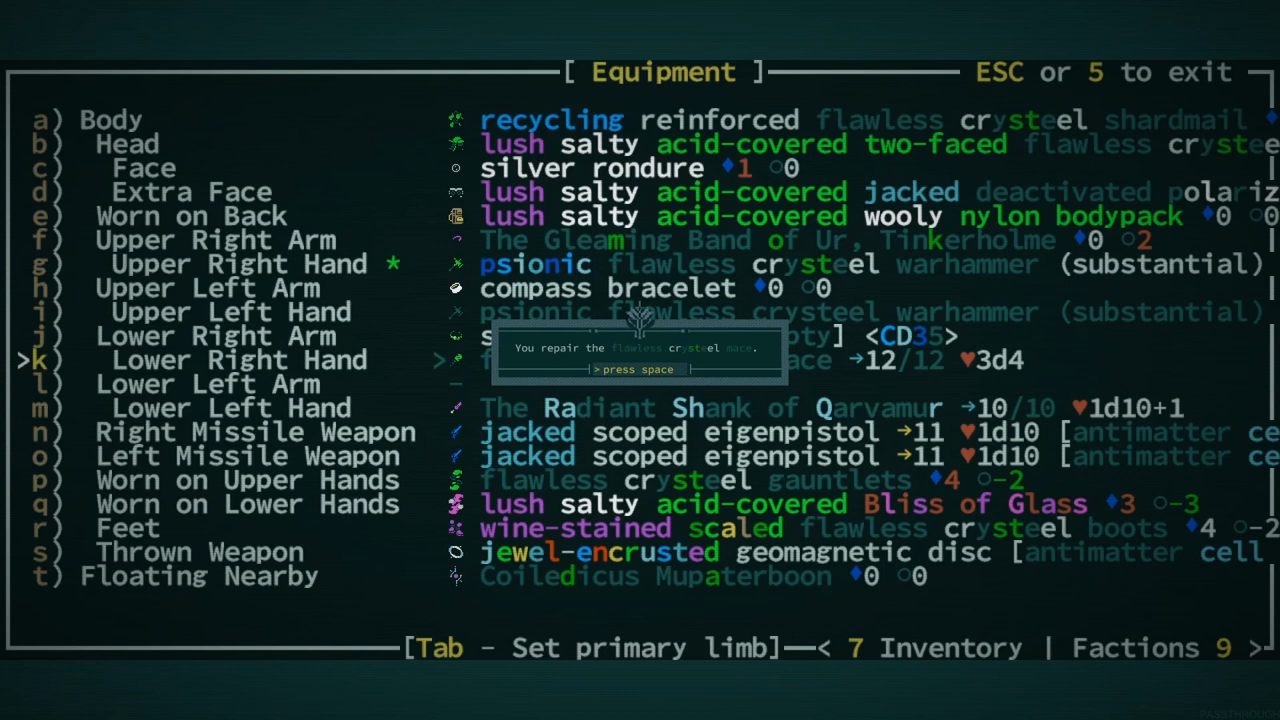 [ Equipment ] ESC or 5 to exit
a) Body recycling reinforced flawless crysteel shardmail
b) Head lush salty acid-covered two-faced flawless cryste
c) Face silver rondure ♦1 ○0
d) Extra Face lush salty acid-covered jacked deactivated polariz
e) Worn on Back lush salty acid-covered wooly nylon bodypack ♦0 ○0
f) Upper Right Arm The Gleaming Band of Ur, Tinkerholme ♦0 ○2
g) Upper Right Hand * psionic flawless crysteel warhammer (substantial)
h) Upper Left Arm compass bracelet ♦0 ○0
i) Upper Left Hand psionic flawless crysteel warhammer (substantial)
j) Lower Right Arm pty] <CD35>
You repair the flawless crysteel mace.
>k) Lower Right Hand > ace →12/12 ♥3d4
> press space
l) Lower Left Arm
m) Lower Left Hand The Radiant Shank of Qarvamur →10/10 ♥1d10+1
n) Right Missile Weapon jacked scoped eigenpistol →11 ♥1d10 [antimatter ce
o) Left Missile Weapon jacked scoped eigenpistol →11 ♥1d10 [antimatter ce
p) Worn on Upper Hands flawless crysteel gauntlets ♦4 ○-2
q) Worn on Lower Hands lush salty acid-covered Bliss of Glass ♦3 ○-3
r) Feet wine-stained scaled flawless crysteel boots ♦4 ○-2
s) Thrown Weapon jewel-encrusted geomagnetic disc [antimatter cell
t) Floating Nearby Coiledicus Mupaterboon ♦0 ○0
[Tab - Set primary limb] < 7 Inventory | Factions 9 >